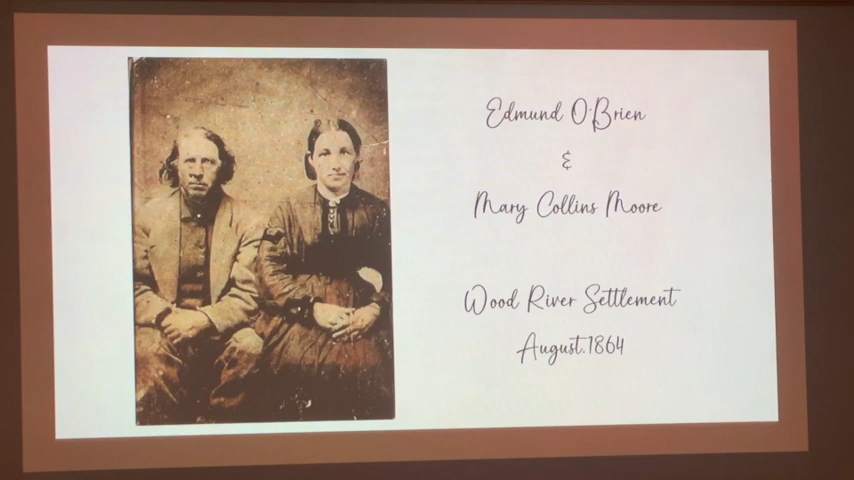 Edmund O'Brien
&
Mary Collins Moore
Wood River Settlement
August.1864